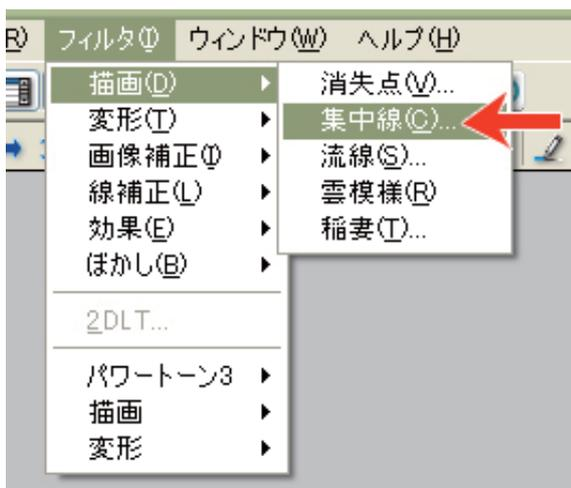 R) フィルタ(I) ウィンドウ(W) ヘルプ(H)
描画(D)
変形(T)
画像補正(I)
線補正(L)
効果(E)
ぼかし(B)
2DLT...
パワートーン3
描画
変形
消失点(V)...
集中線(C)...
流線(S)...
雲模様(R)
稲妻(T)...